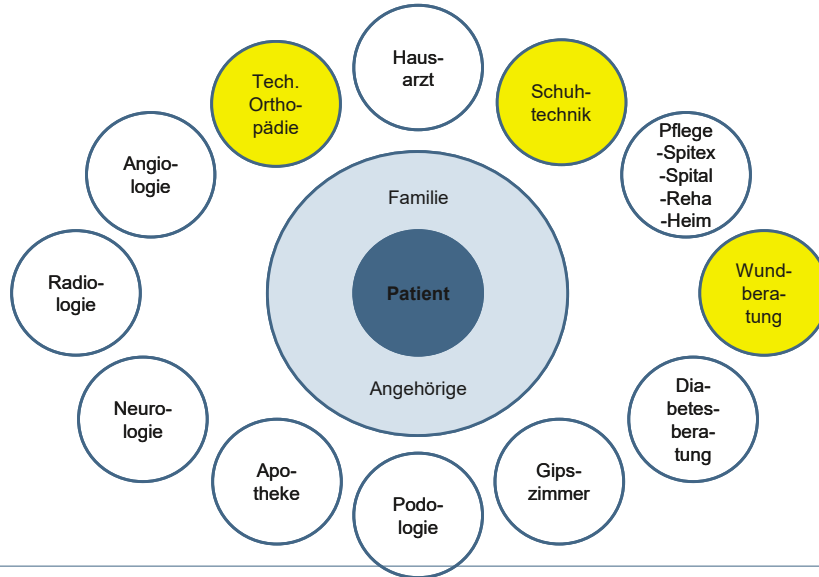 Haus-
arzt
Tech.
Ortho-
pädie
Schuh-
technik
Pflege
-Spitex
-Spital
-Reha
-Heim
Angio-
logie
Familie
Radio-
logie
Patient
Wund-
bera-
tung
Angehörige
Neuro-
logie
Dia-
betes-
bera-
tung
Apo-
theke
Gips-
zimmer
Podo-
logie